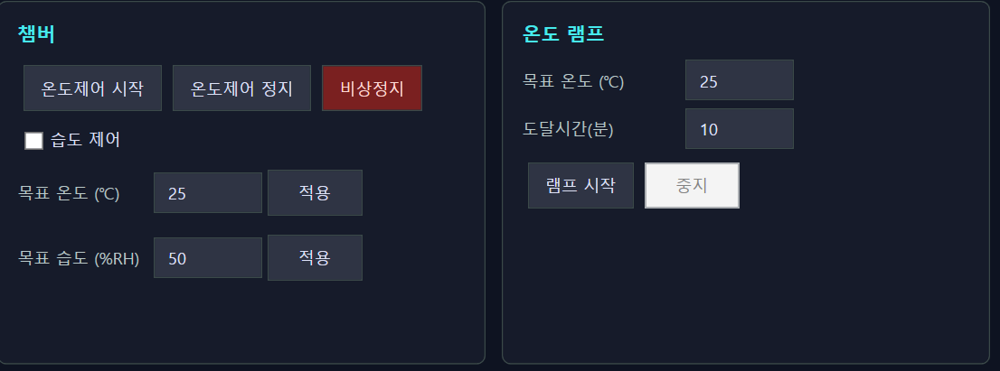 챔버
온도제어 시작 온도제어 정지 비상정지
습도 제어
목표 온도 (℃) 25 적용
목표 습도 (%RH) 50 적용
온도 램프
목표 온도 (℃) 25
도달시간(분) 10
램프 시작 중지